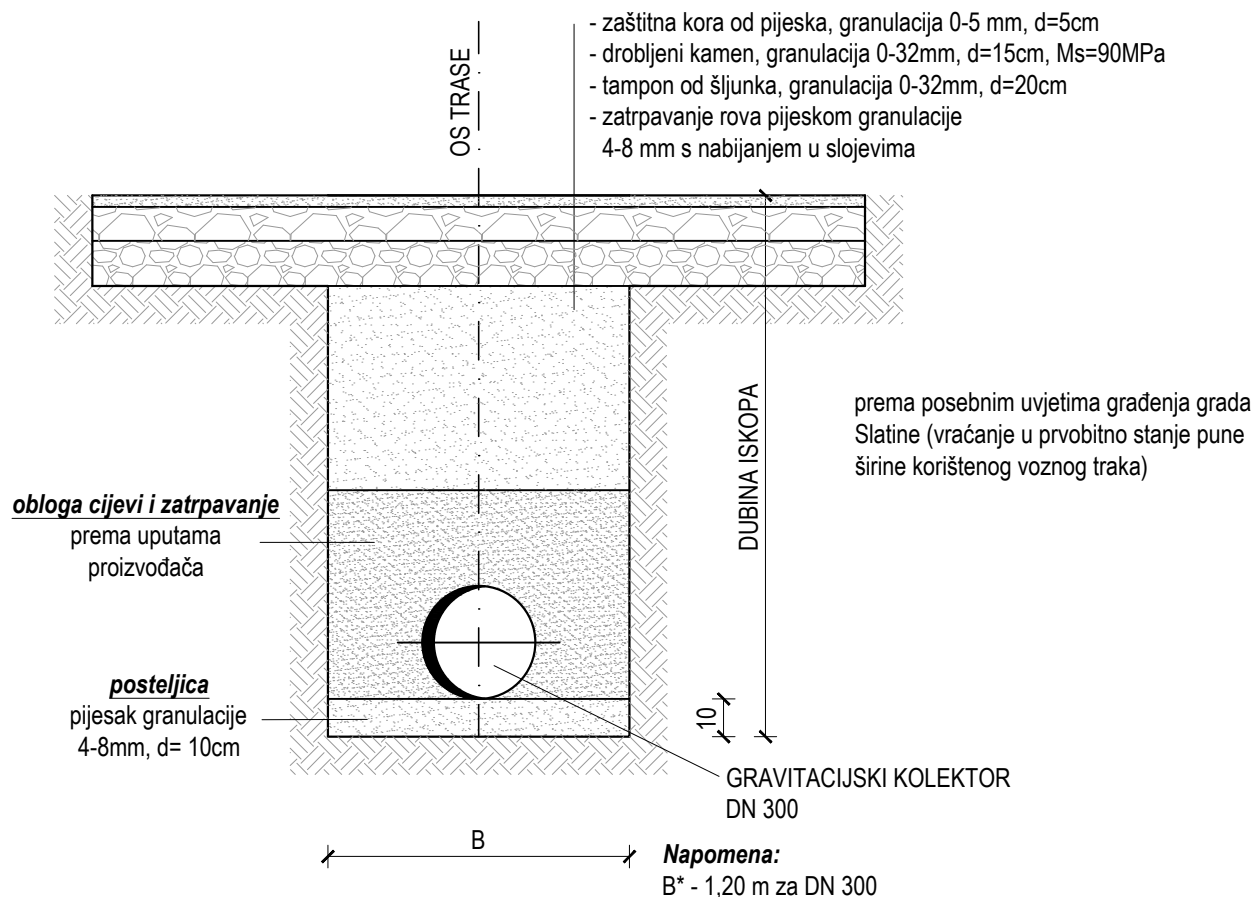 - zaštitna kora od pijeska, granulacija 0-5 mm, d=5cm
- drobljeni kamen, granulacija 0-32mm, d=15cm, Ms=90MPa
- tampon od šljunka, granulacija 0-32mm, d=20cm
- zatrpavanje rova pijeskom granulacije
4-8 mm s nabijanjem u slojevima
OS TRASE
DUBINA ISKOPA
prema posebnim uvjetima građenja grada
Slatine (vraćanje u prvobitno stanje pune
širine korištenog voznog traka)
obloga cijevi i zatrpavanje
prema uputama
proizvođača
posteljica
pijesak granulacije
4-8mm, d= 10cm
10
GRAVITACIJSKI KOLEKTOR
DN 300
B
Napomena:
B* - 1,20 m za DN 300